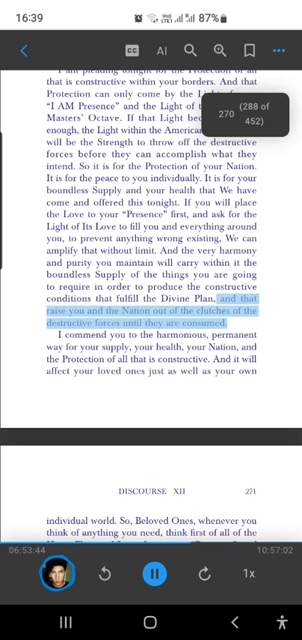 16:39
87%
CC
AI
I am pleading tonight for the Protection of all
that is constructive within your borders. And that
Protection can only come by the
"I AM Presence" and the Light of
Masters' Octave. If that Light
enough, the Light within the American
will be the Strength to throw off the destructive
forces before they can accomplish what they
intend. So it is for the Protection of your Nation.
It is for the peace to you individually. It is for your
boundless Supply and your health that We have
come and offered this tonight. If you will place
the Love to your "Presence" first, and ask for the
Light of Its Love to fill you and everything around
you, to prevent anything wrong existing, We can
amplify that without limit. And the very harmony
and purity you maintain will carry within it the
boundless Supply of the things you are going
to require in order to produce the constructive
conditions that fulfill the Divine Plan, and that
raise you and the Nation out of the clutches of the
destructive forces until they are consumed.
I commend you to the harmonious, permanent
way for your supply, your health, your Nation, and
the Protection of all that is constructive. And it will
affect your loved ones just as well as your own
270 (288 of
452)
DISCOURSE XII 271
individual world. So, Beloved Ones, whenever you
think of anything you need, think first of all of the
06:53:44
10:57:02
1x